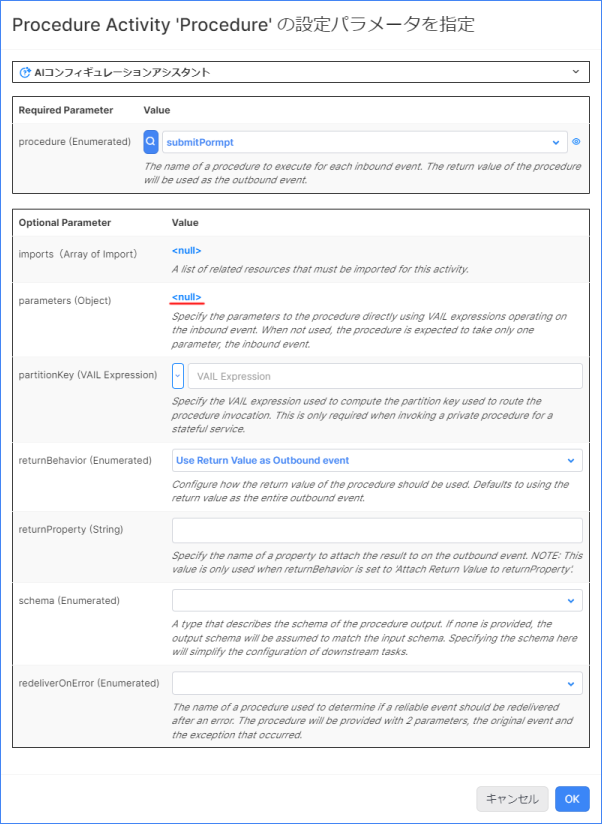 Procedure Activity 'Procedure' の設定パラメータを指定
AIコンフィギュレーションアシスタント
Required Parameter Value
procedure (Enumerated) submitPormpt
The name of a procedure to execute for each inbound event. The return value of the procedure
will be used as the outbound event.
Optional Parameter Value
imports（Array of Import） <null>
A list of related resources that must be imported for this activity.
parameters (Object) <null>
Specify the parameters to the procedure directly using VAIL expressions operating on
the inbound event. When not used, the procedure is expected to take only one
parameter, the inbound event.
partitionKey (VAIL Expression) VAIL Expression
Specify the VAIL expression used to compute the partition key used to route the
procedure invocation. This is only required when invoking a private procedure for a
stateful service.
returnBehavior (Enumerated) Use Return Value as Outbound event
Configure how the return value of the procedure should be used. Defaults to using the
return value as the entire outbound event.
returnProperty (String)
Specify the name of a property to attach the result to on the outbound event. 'NOTE: This
value is only used when returnBehavior is set to 'Attach Return Value to returnProperty'.
schema (Enumerated)
A type that describes the schema of the procedure output. If none is provided, the
output schema will be assumed to match the input schema. Specifying the schema here
will simplify the configuration of downstream tasks.
redeliverOnError (Enumerated)
The name of a procedure used to determine if a reliable event should be redelivered
after an error. The procedure will be provided with 2 parameters, the original event and
the exception that occurred.
キャンセル OK